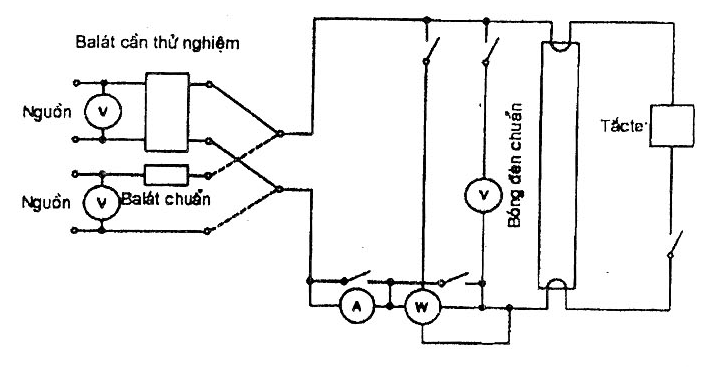 Balát cần thử nghiệm
Nguồn
V
Nguồn
V
Balát chuẩn
A
W
V
Bóng đèn chuẩn
Tắcte